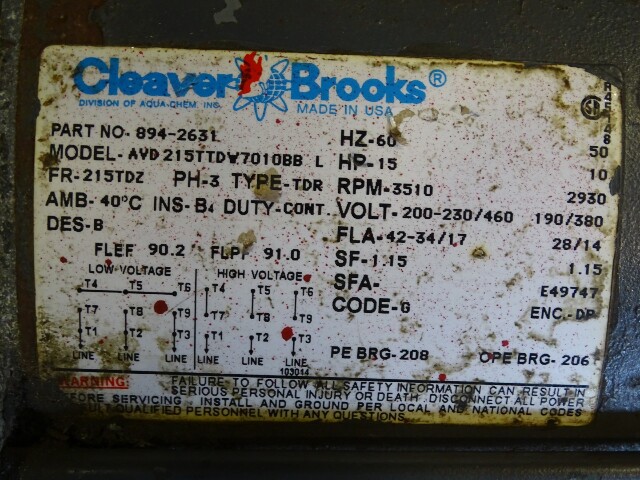 Cleaver Brooks®
DIVISION OF AQUA-CHEM, INC. MADE IN USA
PART NO- 894-2631
MODEL- AVD215TTDW7010BB L
FR-215TDZ PH-3 TYPE-TDR
AMB- 40°C INS-B4 DUTY-CONT.
DES-B
FLEF 90.2 FLPF 91.0
HZ-60 50
HP-15 10
RPM-3510 2930
VOLT-200-230/460 190/380
FLA-42-34/17 28/14
SF-1.15 1.15
SFA- E49747
CODE-G ENC.-DP
LOW VOLTAGE HIGH VOLTAGE
T4 T5 T6 T4 T5 T6
T7 T8 T9 T7 T8 T9
T1 T2 T3 T1 T2 T3
LINE LINE LINE LINE LINE LINE
103044
PE BRG-208 OPE BRG-206
WARNING: FAILURE TO FOLLOW ALL SAFETY INFORMATION CAN RESULT IN
SERIOUS PERSONAL INJURY OR DEATH. DISCONNECT ALL POWER
BEFORE SERVICING. INSTALL AND GROUND PER LOCAL AND NATIONAL CODES
CONSULT QUALIFIED PERSONNEL WITH ANY QUESTIONS.